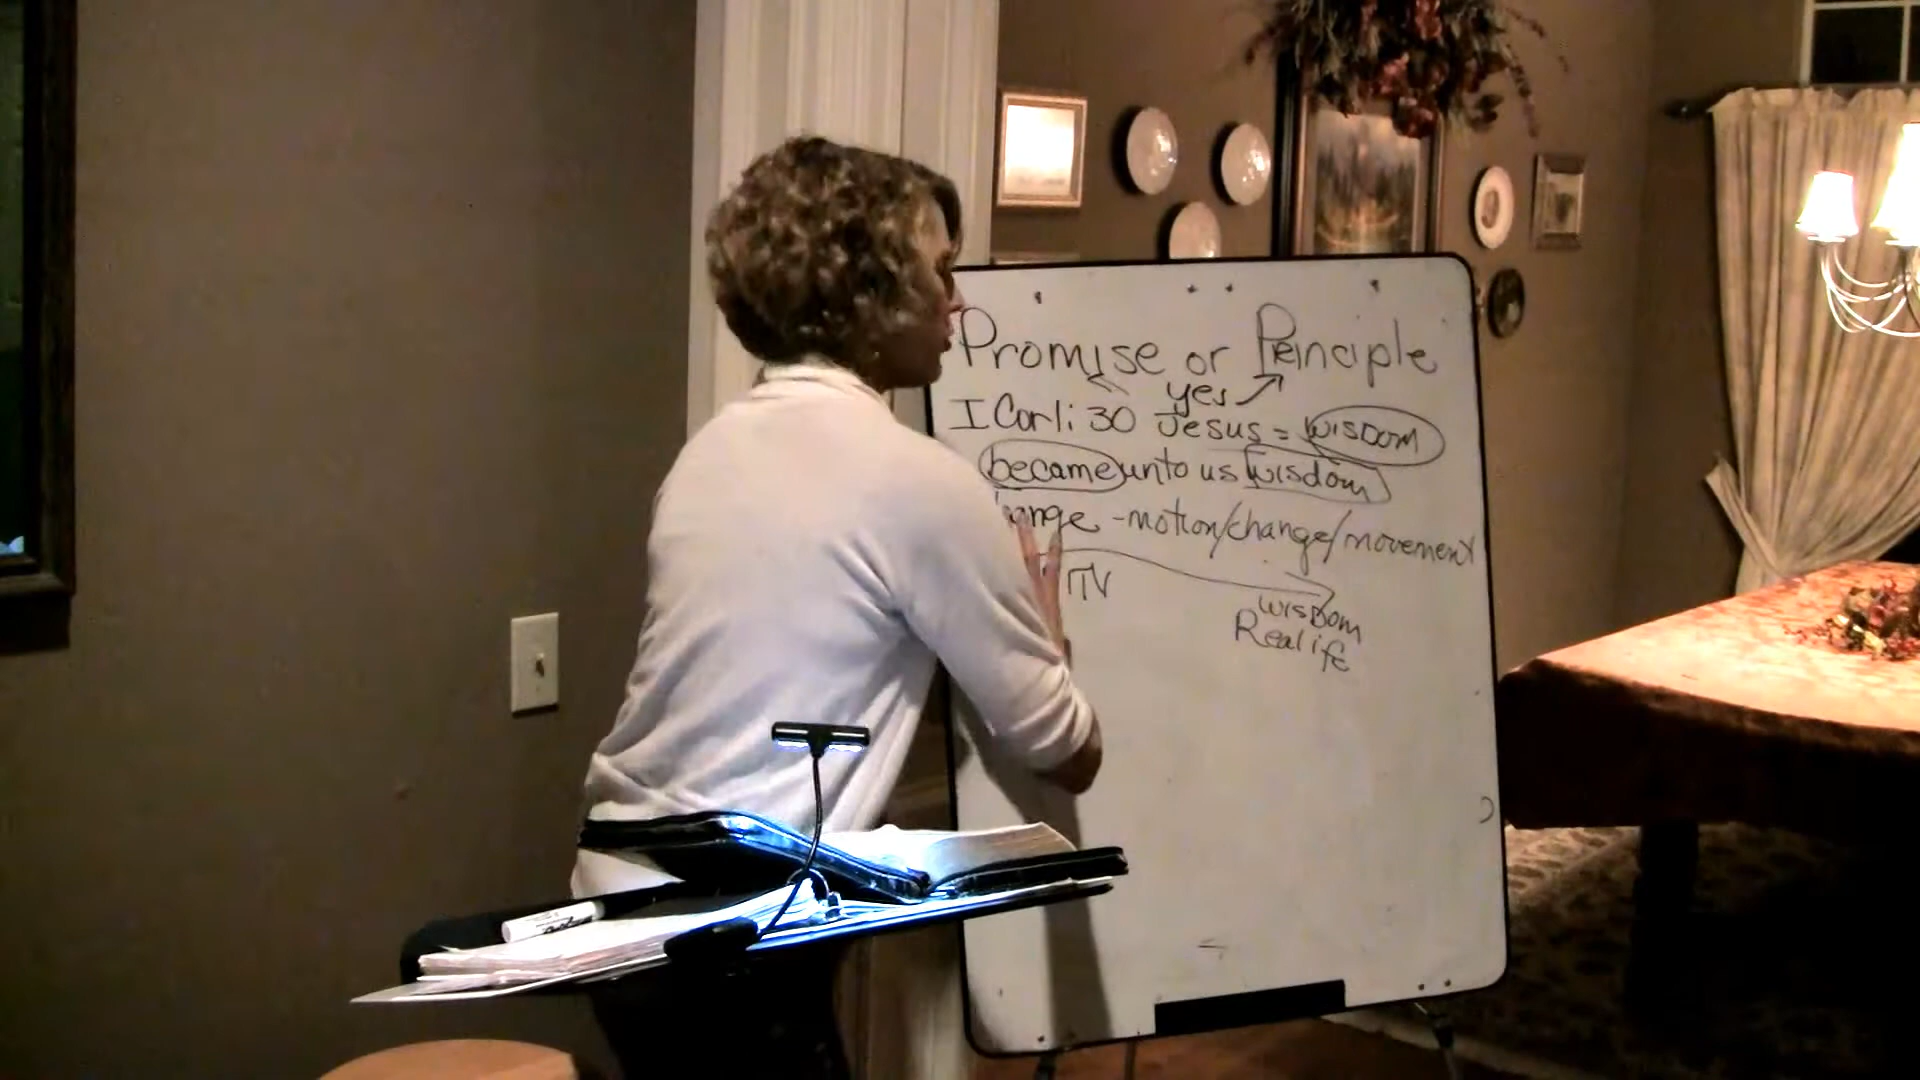 Promise or Principle
yes
I Cor 1:30 Jesus = wisDom
became unto us wisdom
change - motion/change/movement
TV
wisDom
Real ife